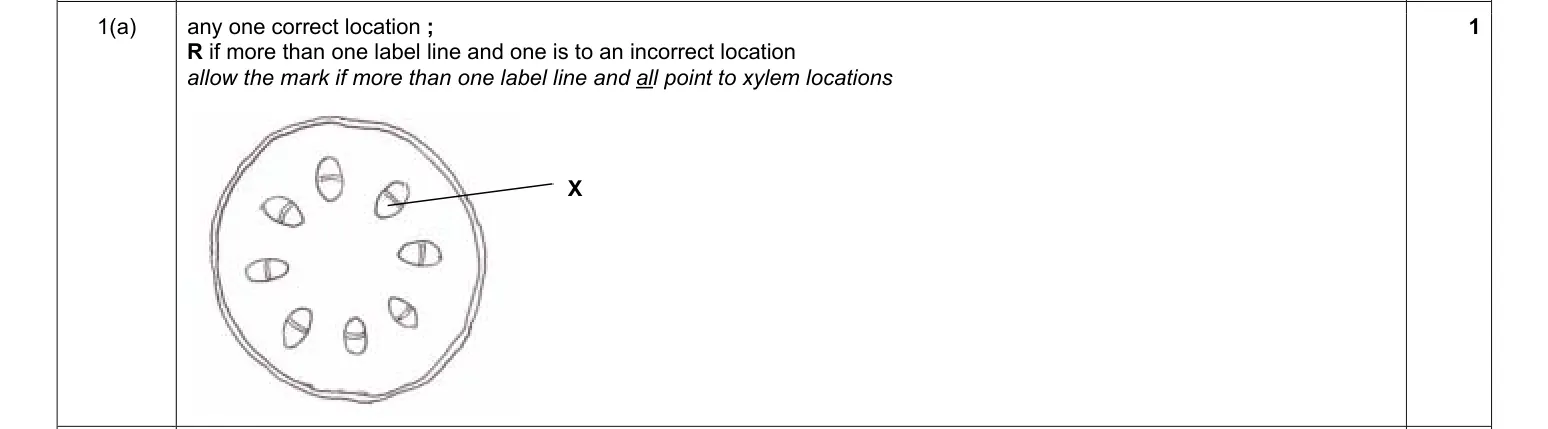 1(a)
any one correct location ;
R if more than one label line and one is to an incorrect location
allow the mark if more than one label line and all point to xylem locations
1
X